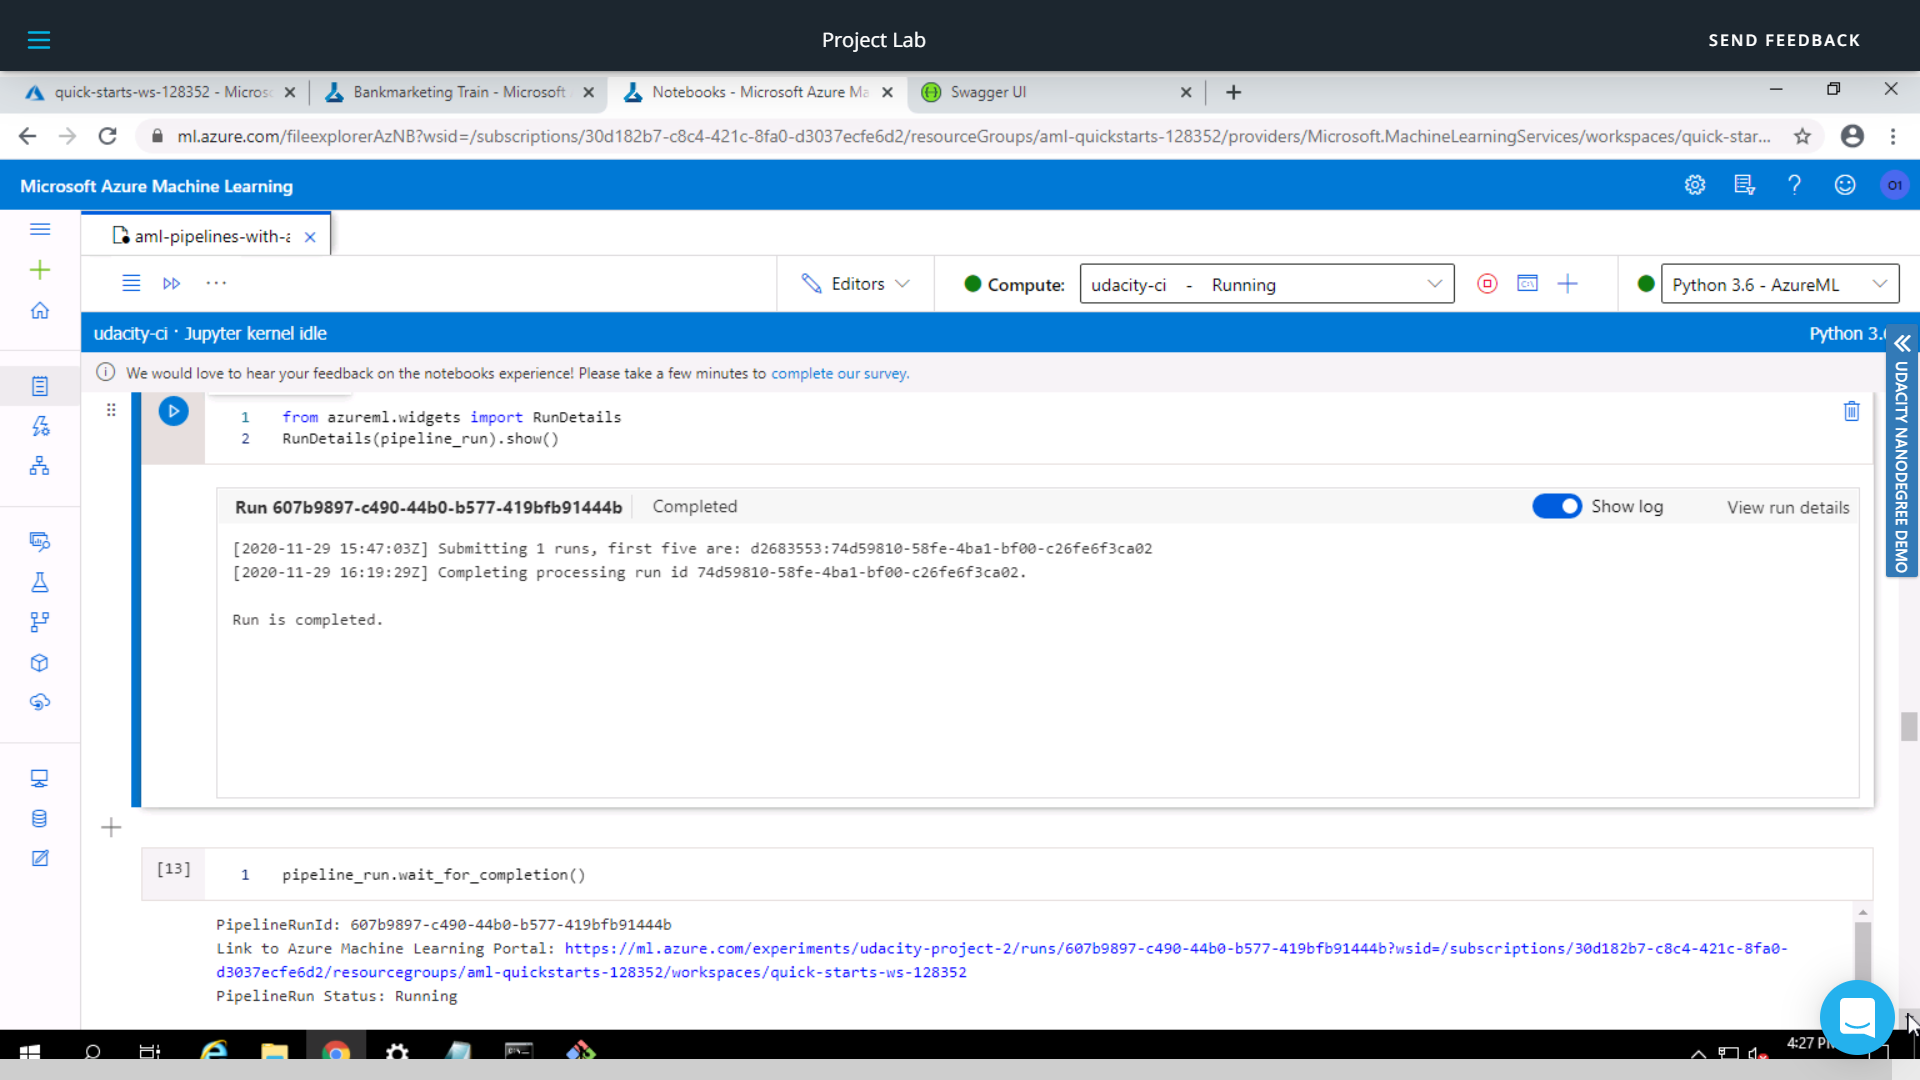 Project Lab
SEND FEEDBACK
quick-starts-ws-128352 - Micros
Bankmarketing Train - Microsoft
Notebooks - Microsoft Azure Ma
Swagger UI
ml.azure.com/fileexplorerAzNB?wsid=/subscriptions/30d182b7-c8c4-421c-8fa0-d3037ecfe6d2/resourceGroups/aml-quickstarts-128352/providers/Microsoft.MachineLearningServices/workspaces/quick-star...
Microsoft Azure Machine Learning
O1
aml-pipelines-with-a
Editors
Compute:
udacity-ci - Running
Python 3.6 - AzureML
udacity-ci · Jupyter kernel idle
Python 3.6
We would love to hear your feedback on the notebooks experience! Please take a few minutes to complete our survey.
UDACITY NANODEGREE DEMO
1 from azureml.widgets import RunDetails
2 RunDetails(pipeline_run).show()
Run 607b9897-c490-44b0-b577-419bfb91444b
Completed
Show log
View run details
[2020-11-29 15:47:03Z] Submitting 1 runs, first five are: d2683553:74d59810-58fe-4ba1-bf00-c26fe6f3ca02
[2020-11-29 16:19:29Z] Completing processing run id 74d59810-58fe-4ba1-bf00-c26fe6f3ca02.
Run is completed.
[13]
1 pipeline_run.wait_for_completion()
PipelineRunId: 607b9897-c490-44b0-b577-419bfb91444b
Link to Azure Machine Learning Portal: https://ml.azure.com/experiments/udacity-project-2/runs/607b9897-c490-44b0-b577-419bfb91444b?wsid=/subscriptions/30d182b7-c8c4-421c-8fa0-
d3037ecfe6d2/resourcegroups/aml-quickstarts-128352/workspaces/quick-starts-ws-128352
PipelineRun Status: Running
4:27 P